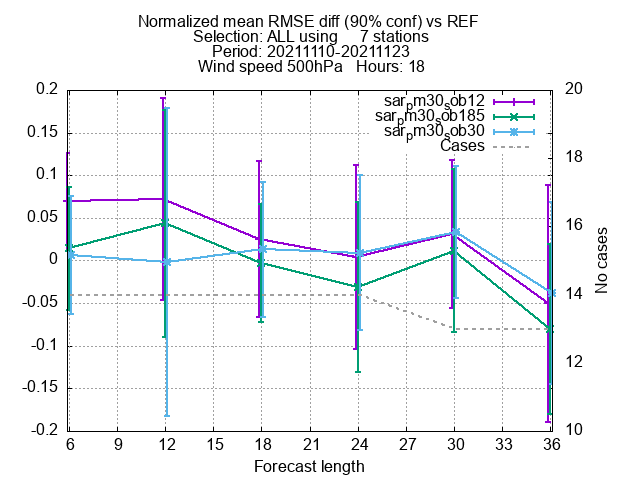 Normalized mean RMSE diff (90% conf) vs REF
Selection: ALL using 7 stations
Period: 20211110-20211123
Wind speed 500hPa Hours: 18
sar_pm30_sob12
sar_pm30_sob185
sar_pm30_sob30
Cases
0.2
0.15
0.1
0.05
0
-0.05
-0.1
-0.15
-0.2
20
18
16
14
12
10
No cases
6 9 12 15 18 21 24 27 30 33 36
Forecast length